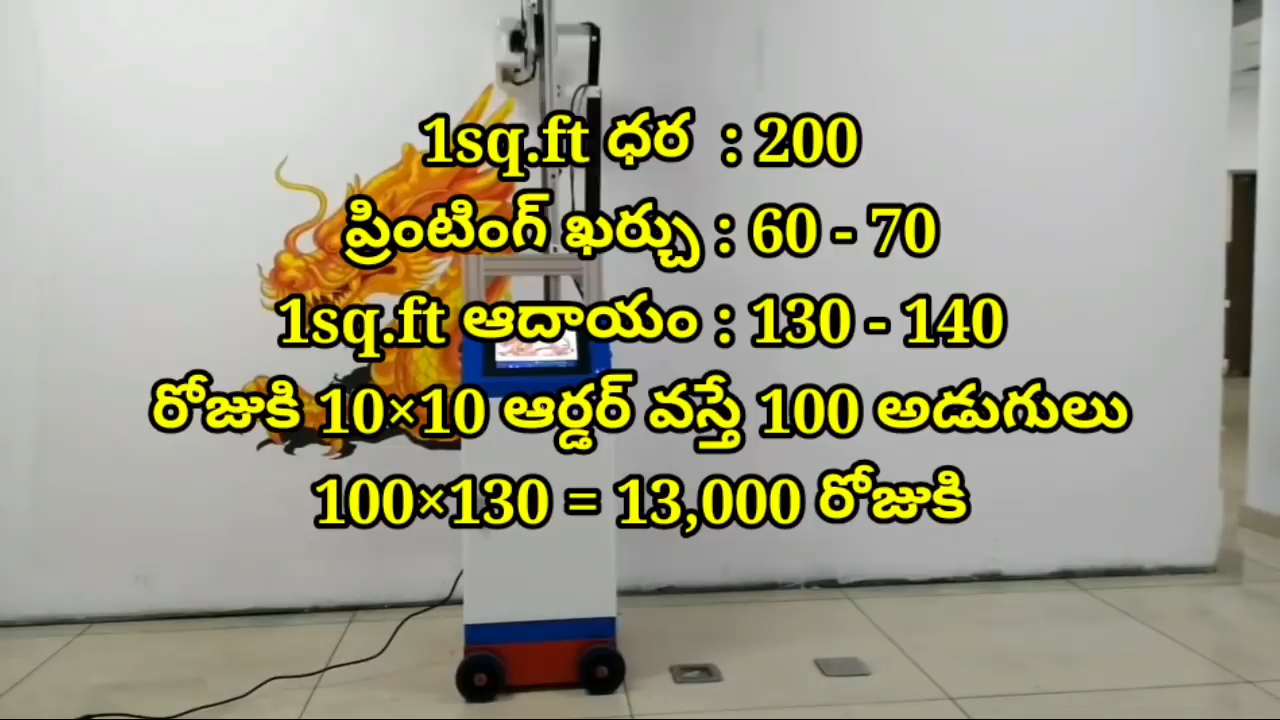 1sq.ft ధర : 200
ప్రింటింగ్ ఖర్చు : 60 - 70
1sq.ft ఆదాయం : 130 - 140
రోజుకి 10×10 ఆర్డర్ వస్తే 100 అడుగులు
100×130 = 13,000 రోజుకి